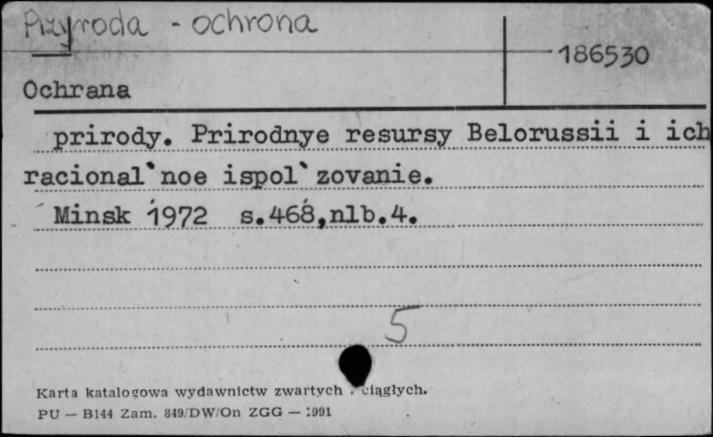 Przyroda - ochrona
186530
Ochrana
prirody. Prirodnye resursy Belorussii i ich
racional`noe ispol`zovanie.
Minsk 1972 s.468,nlb.4.
5
Karta katalogowa wydawnictw zwartych ciągłych.
PU — B144 Zam. 849/DW/On ZGG — 1991